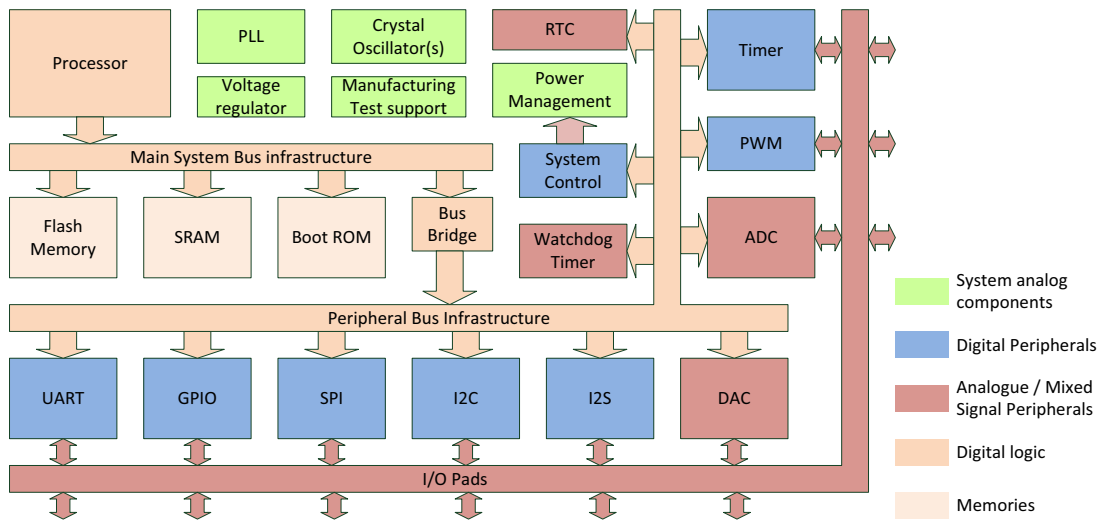 Processor
PLL
Crystal
Oscillator(s)
Voltage
regulator
Manufacturing
Test support
RTC
Power
Management
Timer
Main System Bus infrastructure
System
Control
PWM
Flash
Memory
SRAM
Boot ROM
Bus
Bridge
Watchdog
Timer
ADC
Peripheral Bus Infrastructure
UART
GPIO
SPI
I2C
I2S
DAC
I/O Pads
System analog
components
Digital Peripherals
Analogue / Mixed
Signal Peripherals
Digital logic
Memories